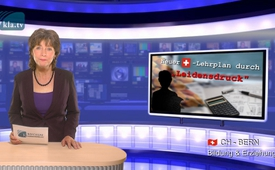 kla.tv
Neuer -Lehrplan durch
"Leidensdruck"
CH - BERN
Bildung & Erziehung